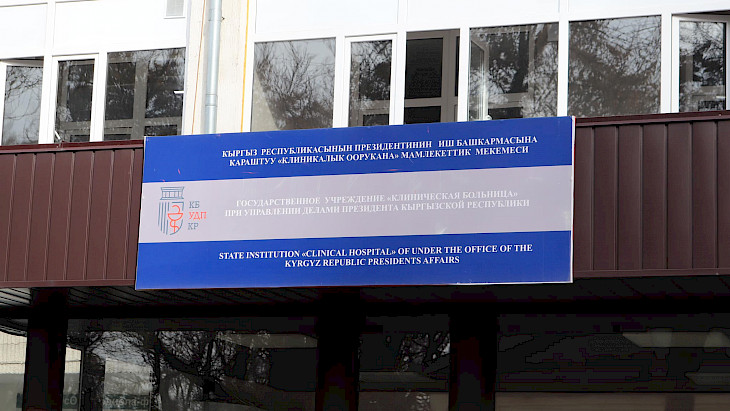 КЫРГЫЗ РЕСПУБЛИКАСЫНЫН ПРЕЗИДЕНТИНИН ИШ БАШКАРМАСЫНА
КАРАШТУУ «КЛИНИКАЛЫК ООРУКАНА» МАМЛЕКЕТТИК МЕКЕМЕСИ
КБ
УДП
КР
ГОСУДАРСТВЕННОЕ УЧРЕЖДЕНИЕ «КЛИНИЧЕСКАЯ БОЛЬНИЦА»
ПРИ УПРАВЛЕНИИ ДЕЛАМИ ПРЕЗИДЕНТА КЫРГЫЗСКОЙ РЕСПУБЛИКИ
STATE INSTITUTION «CLINICAL HOSPITAL» OF UNDER THE OFFICE OF THE
KYRGYZ REPUBLIC PRESIDENTS AFFAIRS